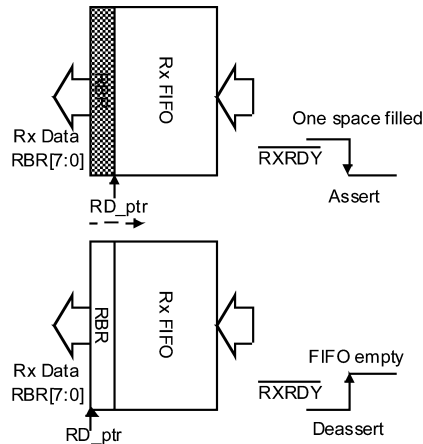 RBR
Rx FIFO
One space filled
Rx Data
RBR[7:0]
RXRDY
Assert
RD_ptr
RBR
Rx FIFO
FIFO empty
Rx Data
RBR[7:0]
RXRDY
Deassert
RD_ptr